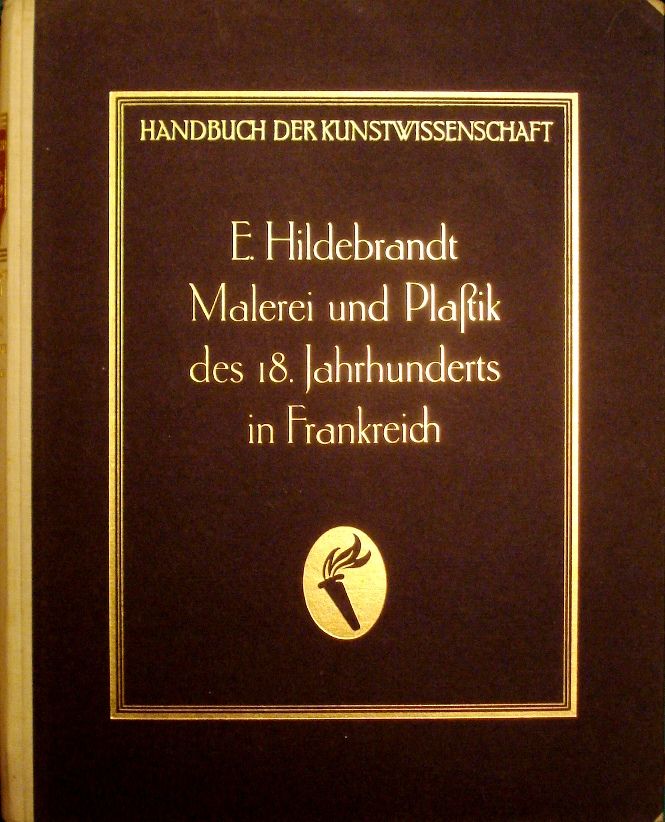 HANDBUCH DER KUNSTWISSENSCHAFT
E. Hildebrandt
Malerei und Plaſtik
des 18. Jahrhunderts
in Frankreich